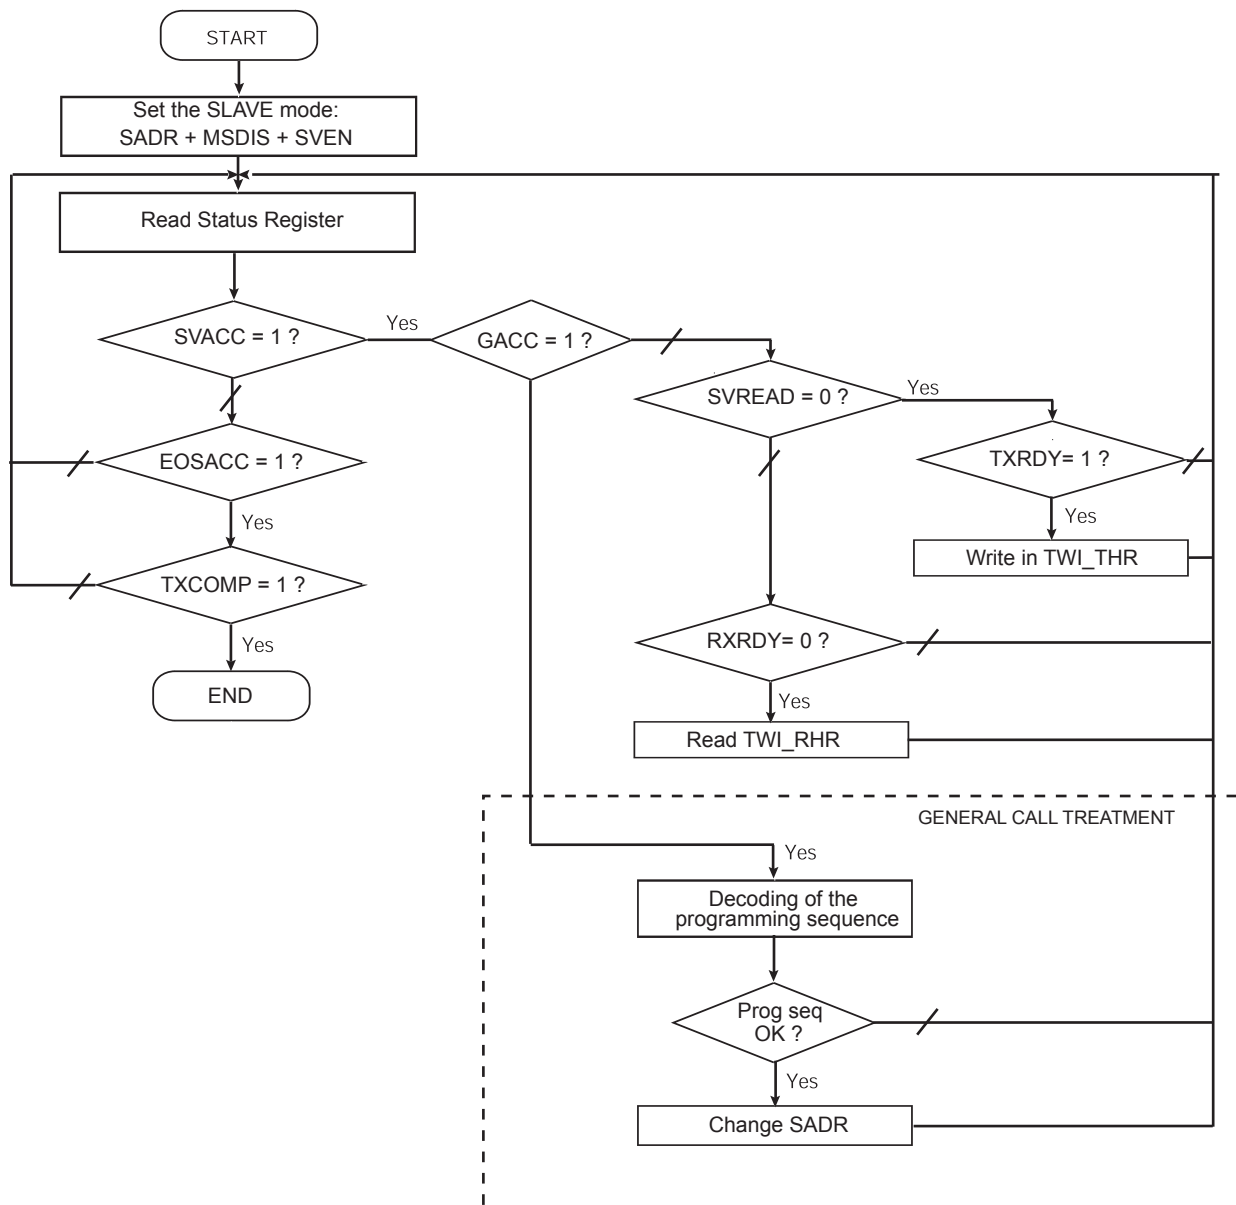 START
Set the SLAVE mode:
SADR + MSDIS + SVEN
Read Status Register
SVACC = 1 ?
Yes
GACC = 1 ?
SVREAD = 0 ?
Yes
EOSACC = 1 ?
TXRDY= 1 ?
Yes
Yes
Write in TWI_THR
TXCOMP = 1 ?
Yes
RXRDY= 0 ?
END
Yes
Read TWI_RHR
GENERAL CALL TREATMENT
Yes
Decoding of the
programming sequence
Prog seq
OK ?
Yes
Change SADR